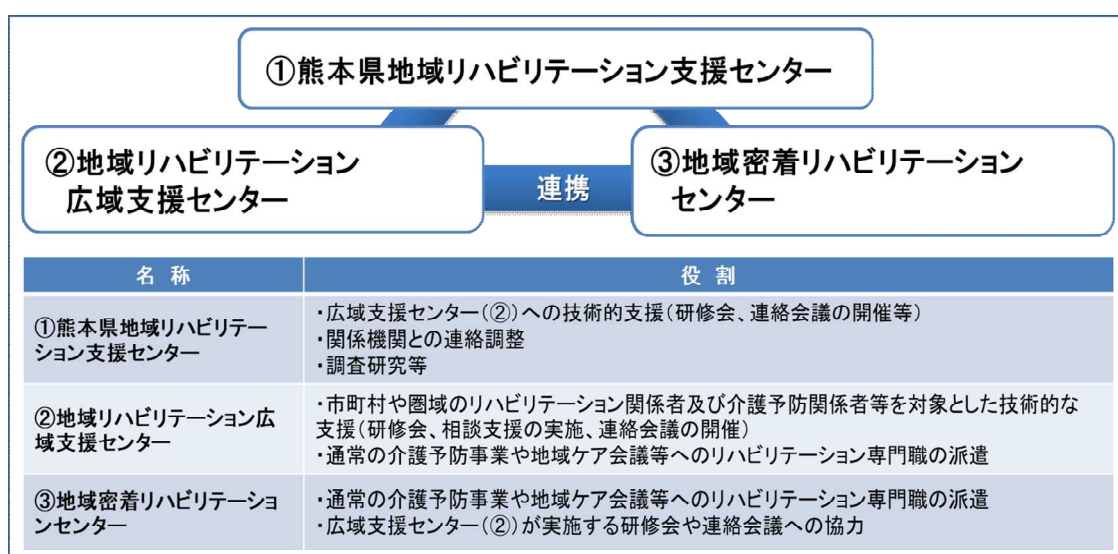 ①熊本県地域リハビリテーション支援センター
②地域リハビリテーション
広域支援センター
連携
③地域密着リハビリテーション
センター
名 称
役 割
①熊本県地域リハビリテー
ション支援センター
・広域支援センター(②)への技術的支援(研修会、連絡会議の開催等)
・関係機関との連絡調整
・調査研究等
②地域リハビリテーション広
域支援センター
・市町村や圏域のリハビリテーション関係者及び介護予防関係者等を対象とした技術的な
支援(研修会、相談支援の実施、連絡会議の開催)
・通常の介護予防事業や地域ケア会議等へのリハビリテーション専門職の派遣
③地域密着リハビリテーショ
ンセンター
・通常の介護予防事業や地域ケア会議等へのリハビリテーション専門職の派遣
・広域支援センター(②)が実施する研修会や連絡会議への協力